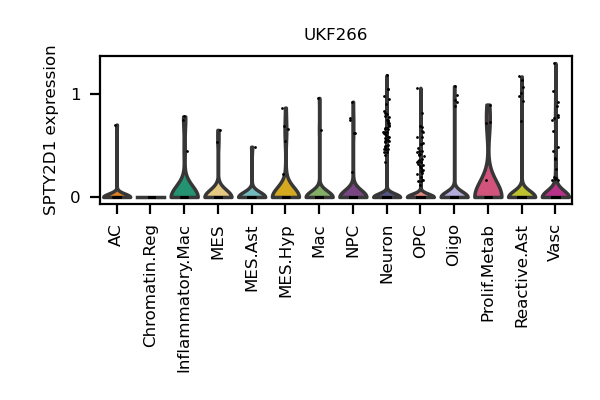 UKF266
SPTY2D1 expression
1
0
AC
Chromatin.Reg
Inflammatory.Mac
MES
MES.Ast
MES.Hyp
Mac
NPC
Neuron
OPC
Oligo
Prolif.Metab
Reactive.Ast
Vasc